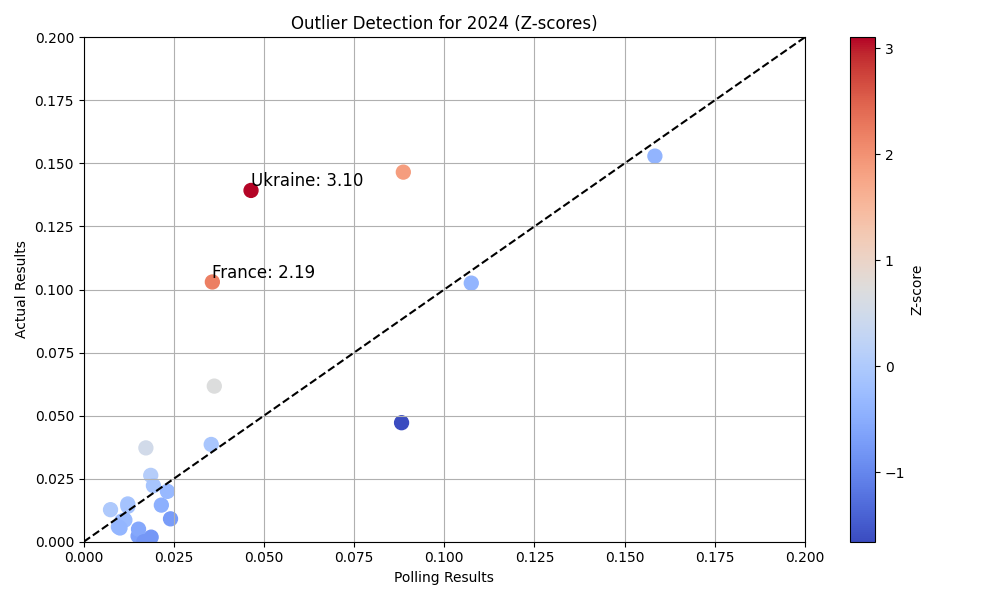 Outlier Detection for 2024 (Z-scores)
0.200
0.175
0.150
0.125
0.100
0.075
0.050
0.025
0.000
Actual Results
Ukraine: 3.10
France: 2.19
0.000 0.025 0.050 0.075 0.100 0.125 0.150 0.175 0.200
Polling Results
3
2
1
0
−1
Z-score